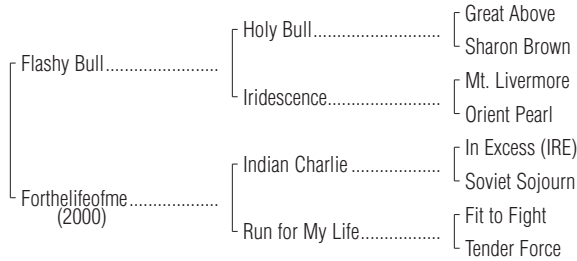 Great Above
Holy Bull..............................
Sharon Brown
Flashy Bull..........................
Mt. Livermore
Iridescence..........................
Orient Pearl
In Excess (IRE)
Indian Charlie .....................
Soviet Sojourn
Forthelifeofme.....................
(2000)
Fit to Fight
Run for My Life...................
Tender Force